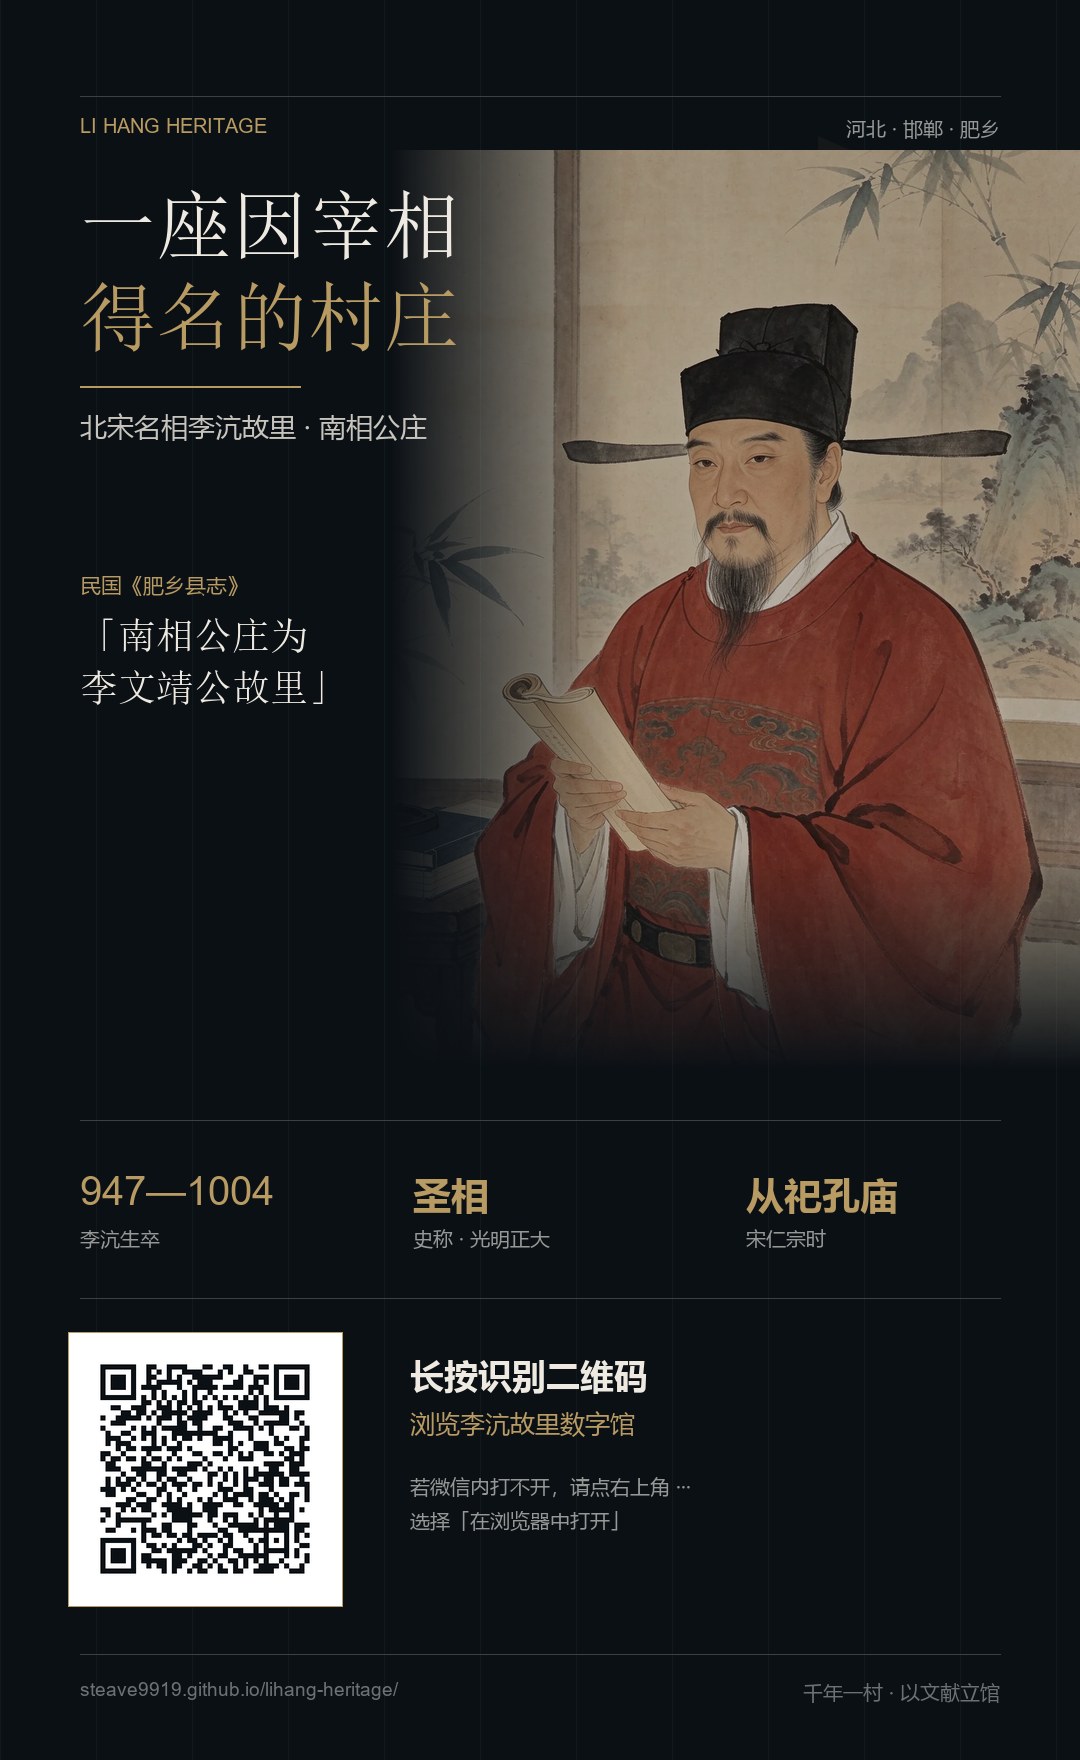 LI HANG HERITAGE
河北 · 邯郸 · 肥乡
一座因宰相
得名的村庄
北宋名相李沆故里 · 南相公庄
民国《肥乡县志》
「南相公庄为
李文靖公故里」
947—1004
李沆生卒
圣相
史称 · 光明正大
从祀孔庙
宋仁宗时
长按识别二维码
浏览李沆故里数字馆
若微信内打不开，请点右上角 ···
选择「在浏览器中打开」
steave9919.github.io/lihang-heritage/
千年一村 · 以文献立馆